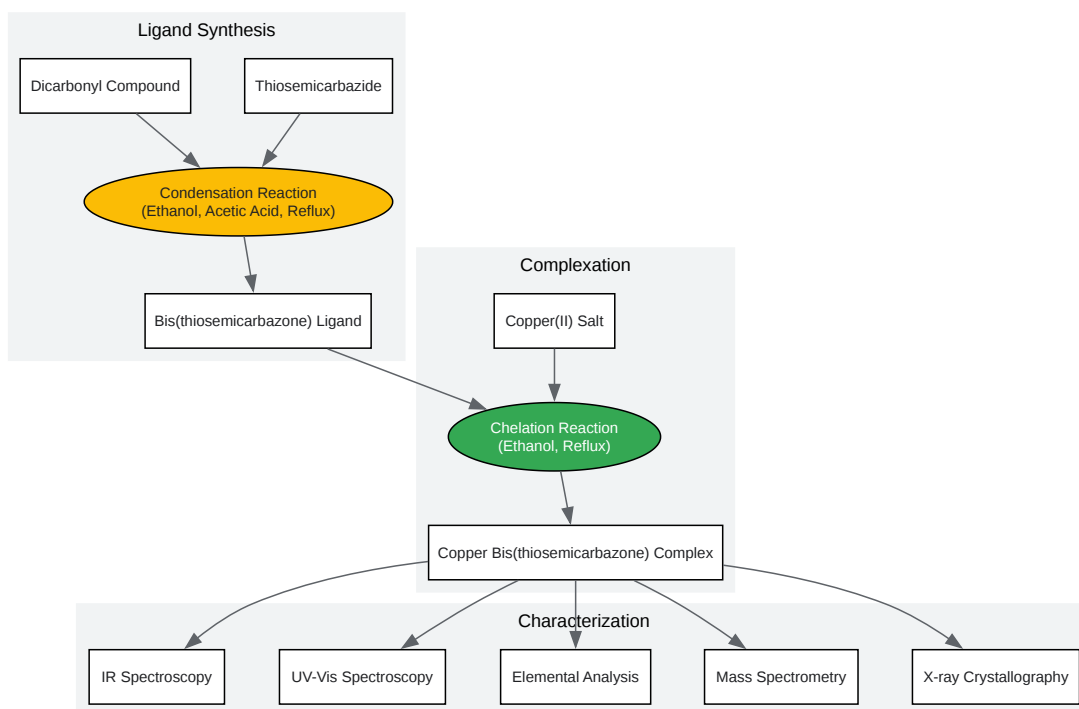 Ligand Synthesis
Dicarbonyl Compound
Thiosemicarbazide
Condensation Reaction
(Ethanol, Acetic Acid, Reflux)
Bis(thiosemicarbazone) Ligand
Complexation
Copper(II) Salt
Chelation Reaction
(Ethanol, Reflux)
Copper Bis(thiosemicarbazone) Complex
Characterization
IR Spectroscopy
UV-Vis Spectroscopy
Elemental Analysis
Mass Spectrometry
X-ray Crystallography